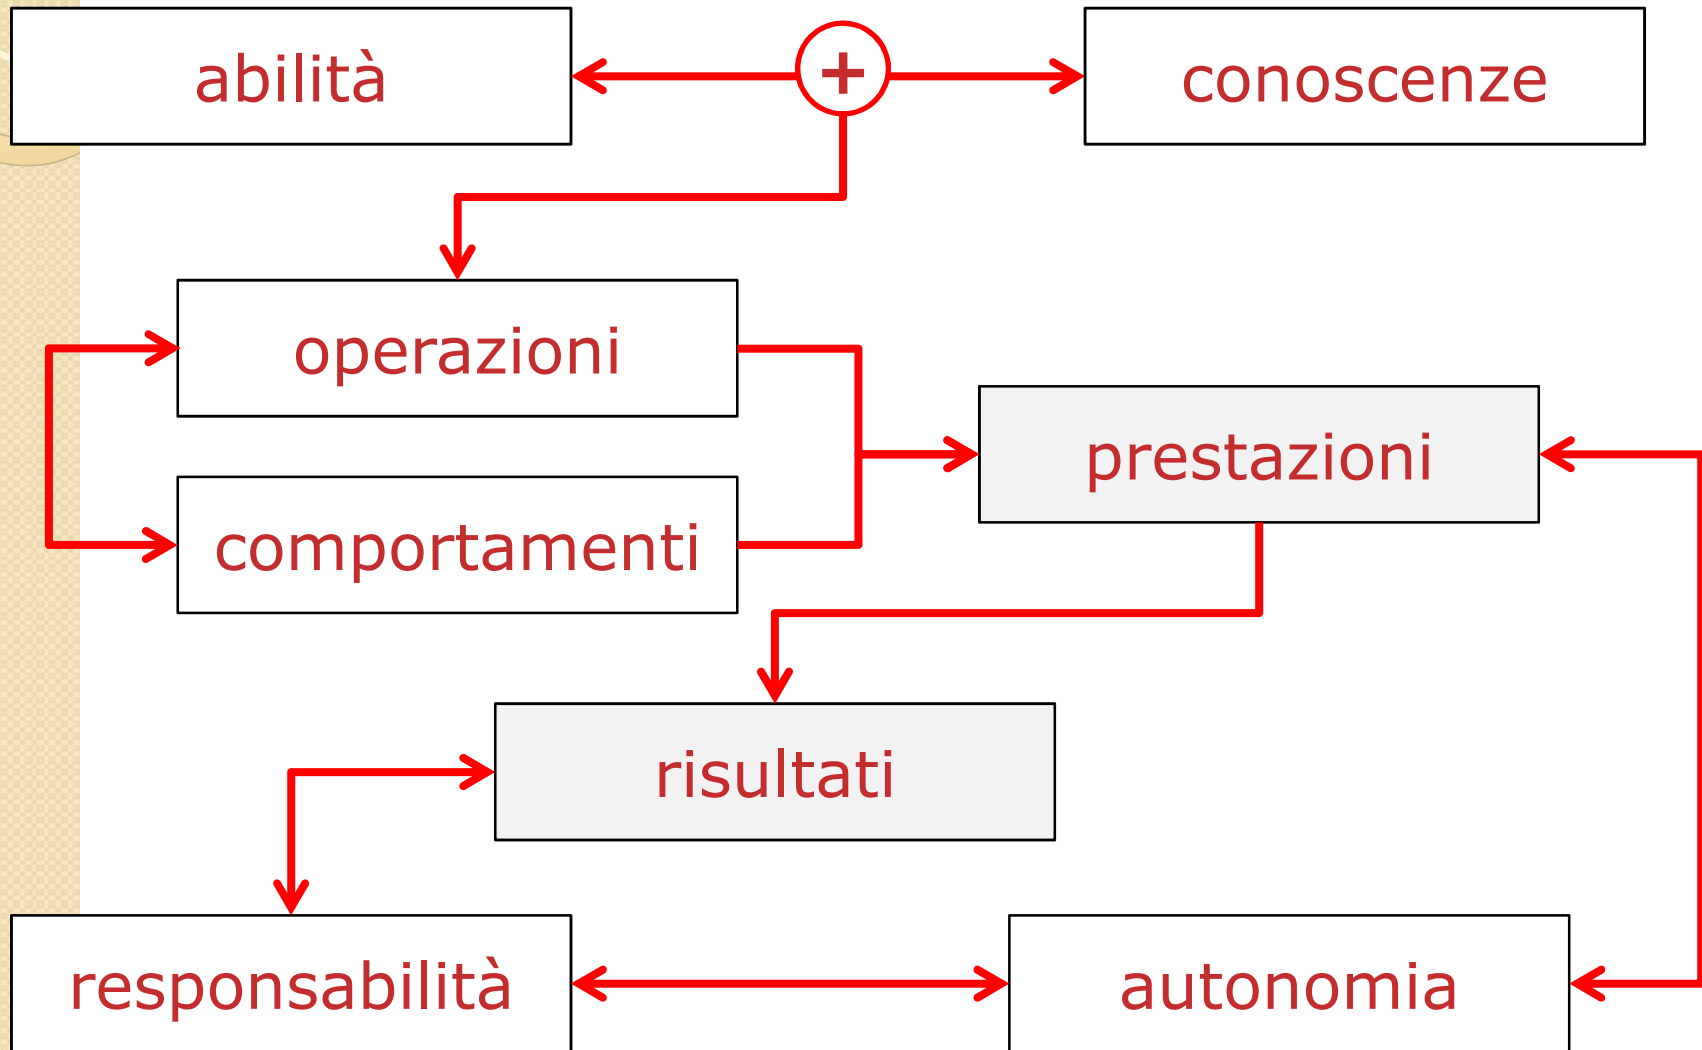 abilità
+
conoscenze
operazioni
prestazioni
comportamenti
risultati
responsabilità
autonomia